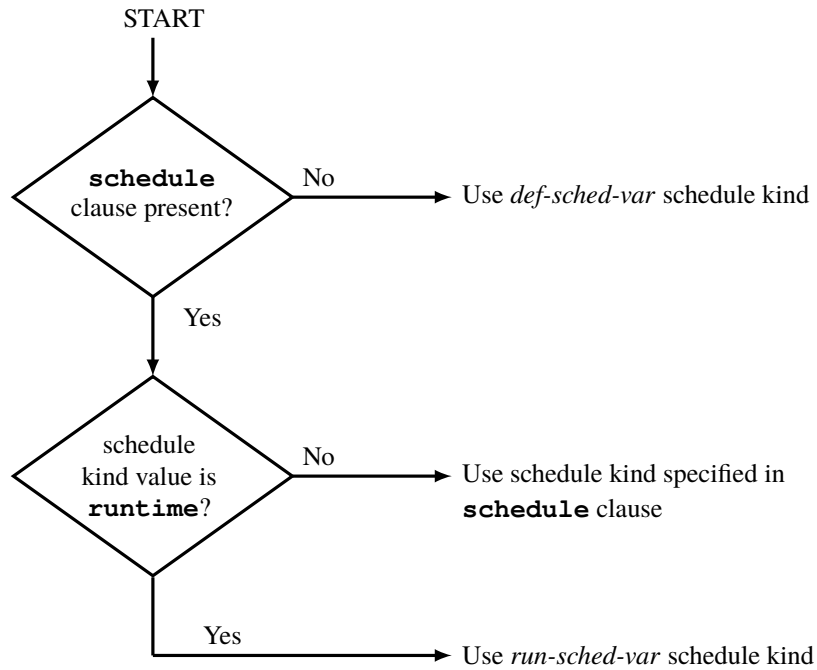 START
schedule
clause present?
No
Use def-sched-var schedule kind
Yes
schedule
kind value is
runtime?
No
Use schedule kind specified in
schedule clause
Yes
Use run-sched-var schedule kind